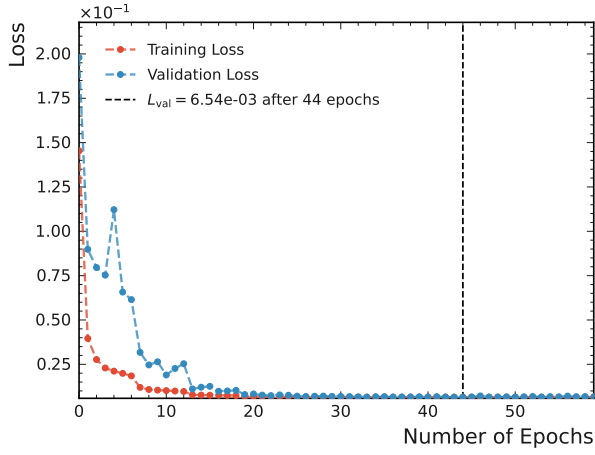 ×10⁻¹
Loss
2.00
1.75
1.50
1.25
1.00
0.75
0.50
0.25
Training Loss
Validation Loss
L_val = 6.54e-03 after 44 epochs
0 10 20 30 40 50
Number of Epochs